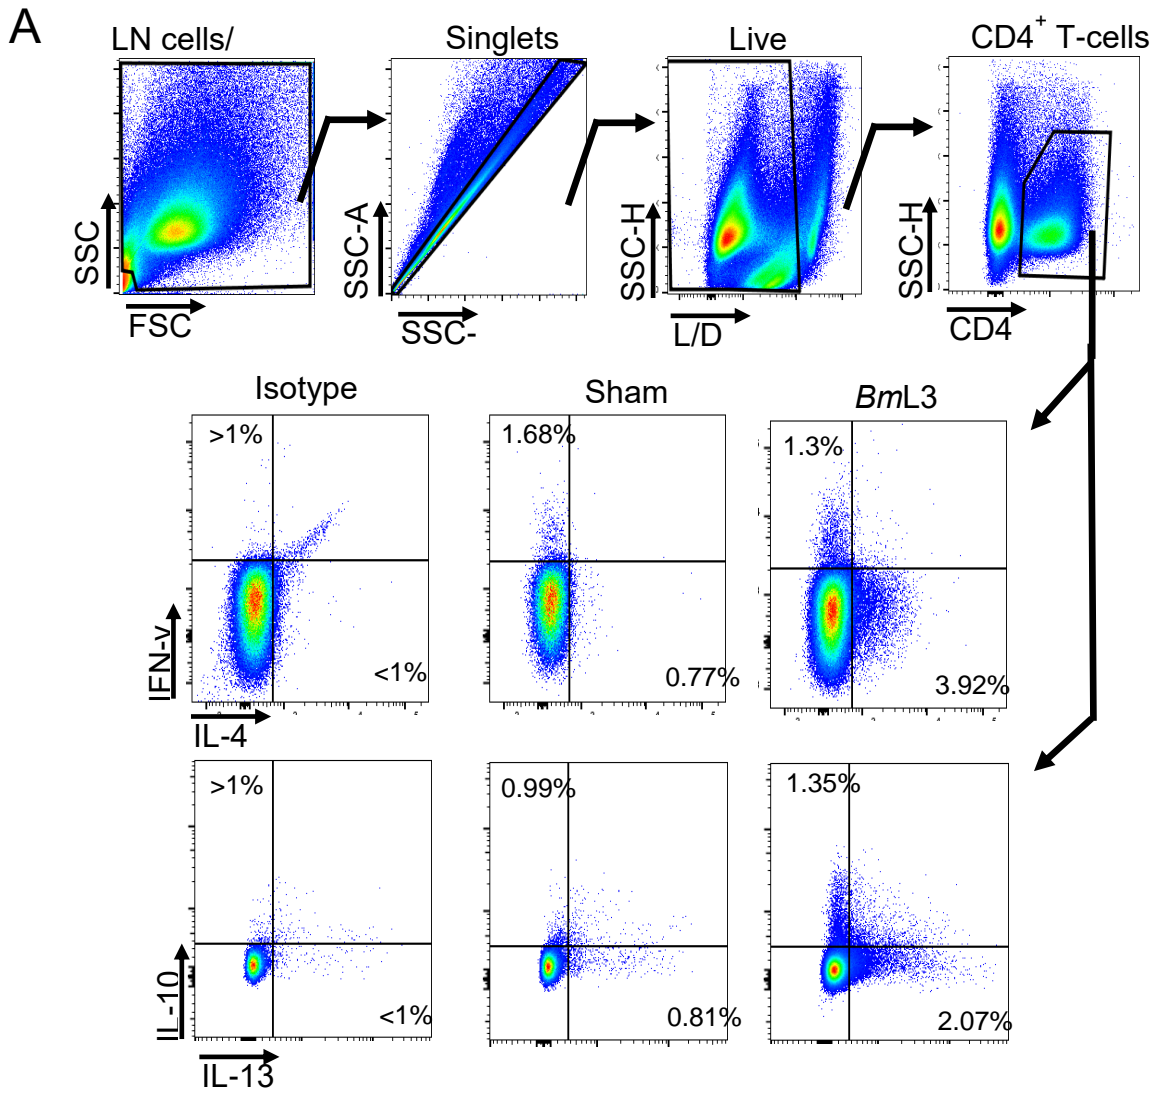 A
LN cells/
Singlets
Live
CD4+ T-cells
SSC
FSC
SSC-A
SSC-
SSC-H
L/D
SSC-H
CD4
Isotype
Sham
BmL3
>1%
1.68%
1.3%
<1%
0.77%
3.92%
IFN-v
IL-4
>1%
0.99%
1.35%
<1%
0.81%
2.07%
IL-10
IL-13